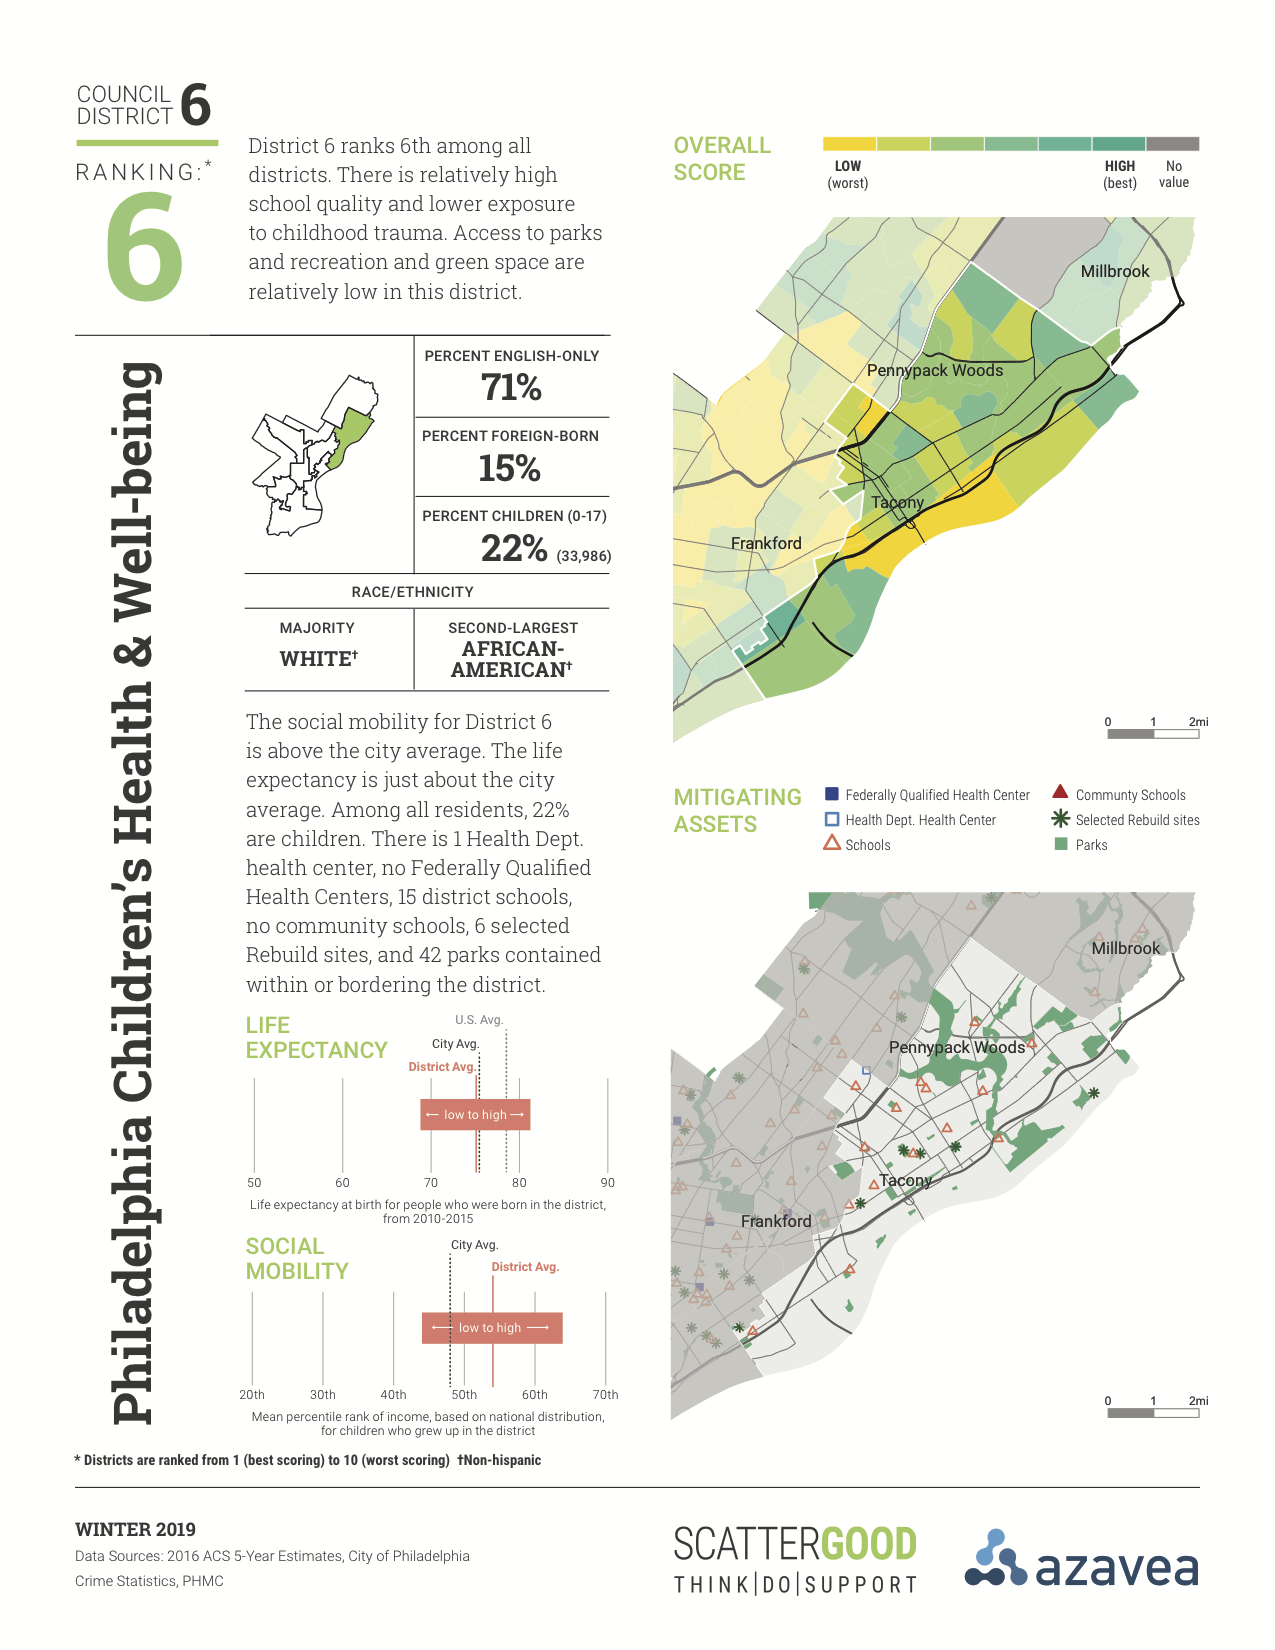 COUNCIL
DISTRICT 6
RANKING:*
6
District 6 ranks 6th among all
districts. There is relatively high
school quality and lower exposure
to childhood trauma. Access to parks
and recreation and green space are
relatively low in this district.
Philadelphia Children's Health & Well-being
PERCENT ENGLISH-ONLY
71%
PERCENT FOREIGN-BORN
15%
PERCENT CHILDREN (0-17)
22% (33,986)
RACE/ETHNICITY
MAJORITY
WHITE†
SECOND-LARGEST
AFRICAN-
AMERICAN†
The social mobility for District 6
is above the city average. The life
expectancy is just about the city
average. Among all residents, 22%
are children. There is 1 Health Dept.
health center, no Federally Qualified
Health Centers, 15 district schools,
no community schools, 6 selected
Rebuild sites, and 42 parks contained
within or bordering the district.
LIFE
EXPECTANCY
U.S. Avg.
City Avg.
District Avg.
← low to high →
50 60 70 80 90
Life expectancy at birth for people who were born in the district,
from 2010-2015
SOCIAL
MOBILITY
City Avg.
District Avg.
← low to high →
20th 30th 40th 50th 60th 70th
Mean percentile rank of income, based on national distribution,
for children who grew up in the district
* Districts are ranked from 1 (best scoring) to 10 (worst scoring) †Non-hispanic
OVERALL
SCORE
LOW
(worst)
HIGH
(best)
No
value
Millbrook
Pennypack Woods
Tacony
Frankford
0 1 2mi
MITIGATING
ASSETS
Federally Qualified Health Center
Health Dept. Health Center
Schools
Communty Schools
Selected Rebuild sites
Parks
Millbrook
Pennypack Woods
Tacony
Frankford
0 1 2mi
WINTER 2019
Data Sources: 2016 ACS 5-Year Estimates, City of Philadelphia
Crime Statistics, PHMC
SCATTERGOOD
THINK|DO|SUPPORT
azavea